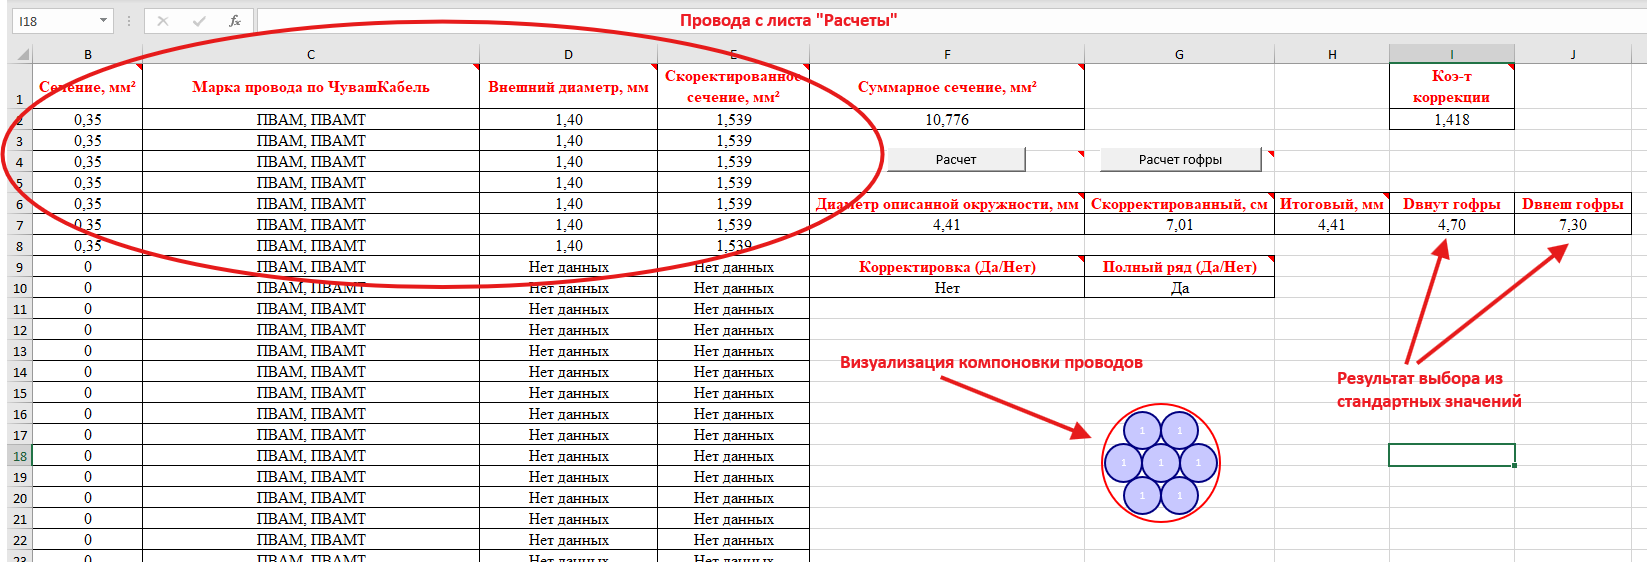 I18
fx
Провода с листа "Расчеты"
B C D E F G H I J
1 Сечение, мм² Марка провода по ЧувашКабель Внешний диаметр, мм Скоректированное сечение, мм² Суммарное сечение, мм² Коэ-т коррекции
2 0,35 ПВАМ, ПВАМТ 1,40 1,539 10,776 1,418
3 0,35 ПВАМ, ПВАМТ 1,40 1,539
4 0,35 ПВАМ, ПВАМТ 1,40 1,539 Расчет Расчет гофры
5 0,35 ПВАМ, ПВАМТ 1,40 1,539
6 0,35 ПВАМ, ПВАМТ 1,40 1,539 Диаметр описанной окружности, мм Скорректированный, см Итоговый, мм Dвнут гофры Dвнеш гофры
7 0,35 ПВАМ, ПВАМТ 1,40 1,539 4,41 7,01 4,41 4,70 7,30
8 0,35 ПВАМ, ПВАМТ 1,40 1,539
9 0 ПВАМ, ПВАМТ Нет данных Нет данных Корректировка (Да/Нет) Полный ряд (Да/Нет)
10 0 ПВАМ, ПВАМТ Нет данных Нет данных Нет Да
11 0 ПВАМ, ПВАМТ Нет данных Нет данных
12 0 ПВАМ, ПВАМТ Нет данных Нет данных
13 0 ПВАМ, ПВАМТ Нет данных Нет данных
14 0 ПВАМ, ПВАМТ Нет данных Нет данных
15 0 ПВАМ, ПВАМТ Нет данных Нет данных
16 0 ПВАМ, ПВАМТ Нет данных Нет данных
17 0 ПВАМ, ПВАМТ Нет данных Нет данных
18 0 ПВАМ, ПВАМТ Нет данных Нет данных
19 0 ПВАМ, ПВАМТ Нет данных Нет данных
20 0 ПВАМ, ПВАМТ Нет данных Нет данных
21 0 ПВАМ, ПВАМТ Нет данных Нет данных
22 0 ПВАМ, ПВАМТ Нет данных Нет данных
23 0 ПВАМ, ПВАМТ Нет данных Нет данных
Визуализация компоновки проводов
Результат выбора из
стандартных значений
1 1
1 1 1
1 1